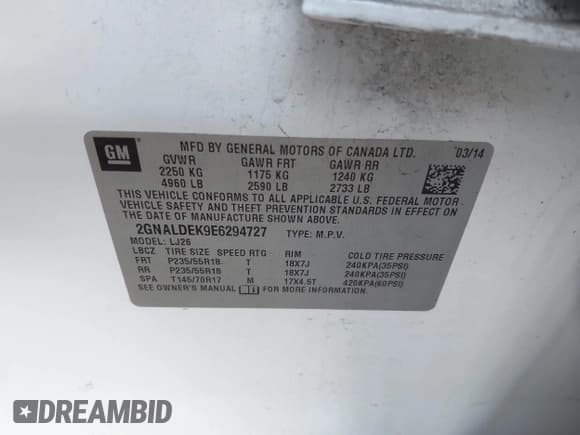 GM
MFD BY GENERAL MOTORS OF CANADA LTD. 03/14
GVWR GAWR FRT GAWR RR
2250 KG 1175 KG 1240 KG
4960 LB 2590 LB 2733 LB
THIS VEHICLE CONFORMS TO ALL APPLICABLE U.S. FEDERAL MOTOR
VEHICLE SAFETY AND THEFT PREVENTION STANDARDS IN EFFECT ON
THE DATE OF MANUFACTURE SHOWN ABOVE.
2GNALDEK9E6294727 TYPE: M.P.V.
MODEL: LJ26
LBCZ TIRE SIZE SPEED RTG RIM COLD TIRE PRESSURE
FRT P235/55R18 T 18X7J 240KPA(35PSI)
RR P235/55R18 T 18X7J 240KPA(35PSI)
SPA T145/70R17 M 17X4.5T 420KPA(60PSI)
SEE OWNER'S MANUAL FOR MORE INFORMATION
DREAMBID